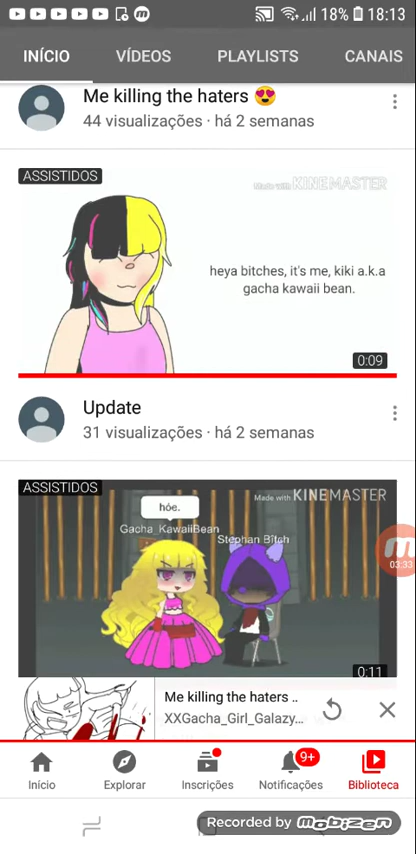 18% 18:13
INÍCIO VÍDEOS PLAYLISTS CANAIS
Me killing the haters 😍
44 visualizações · há 2 semanas
ASSISTIDOS
Made with KINEMASTER
heya bitches, it's me, kiki a.k.a
gacha kawaii bean.
0:09
Update
31 visualizações · há 2 semanas
ASSISTIDOS
Made with KINEMASTER
hóe.
Gacha_KawaiiBean
Stephan Bitch
03:33
0:11
Me killing the haters ..
XXGacha_Girl_Galazy...
9+
Início Explorar Inscrições Notificações Biblioteca
Recorded by mobizen